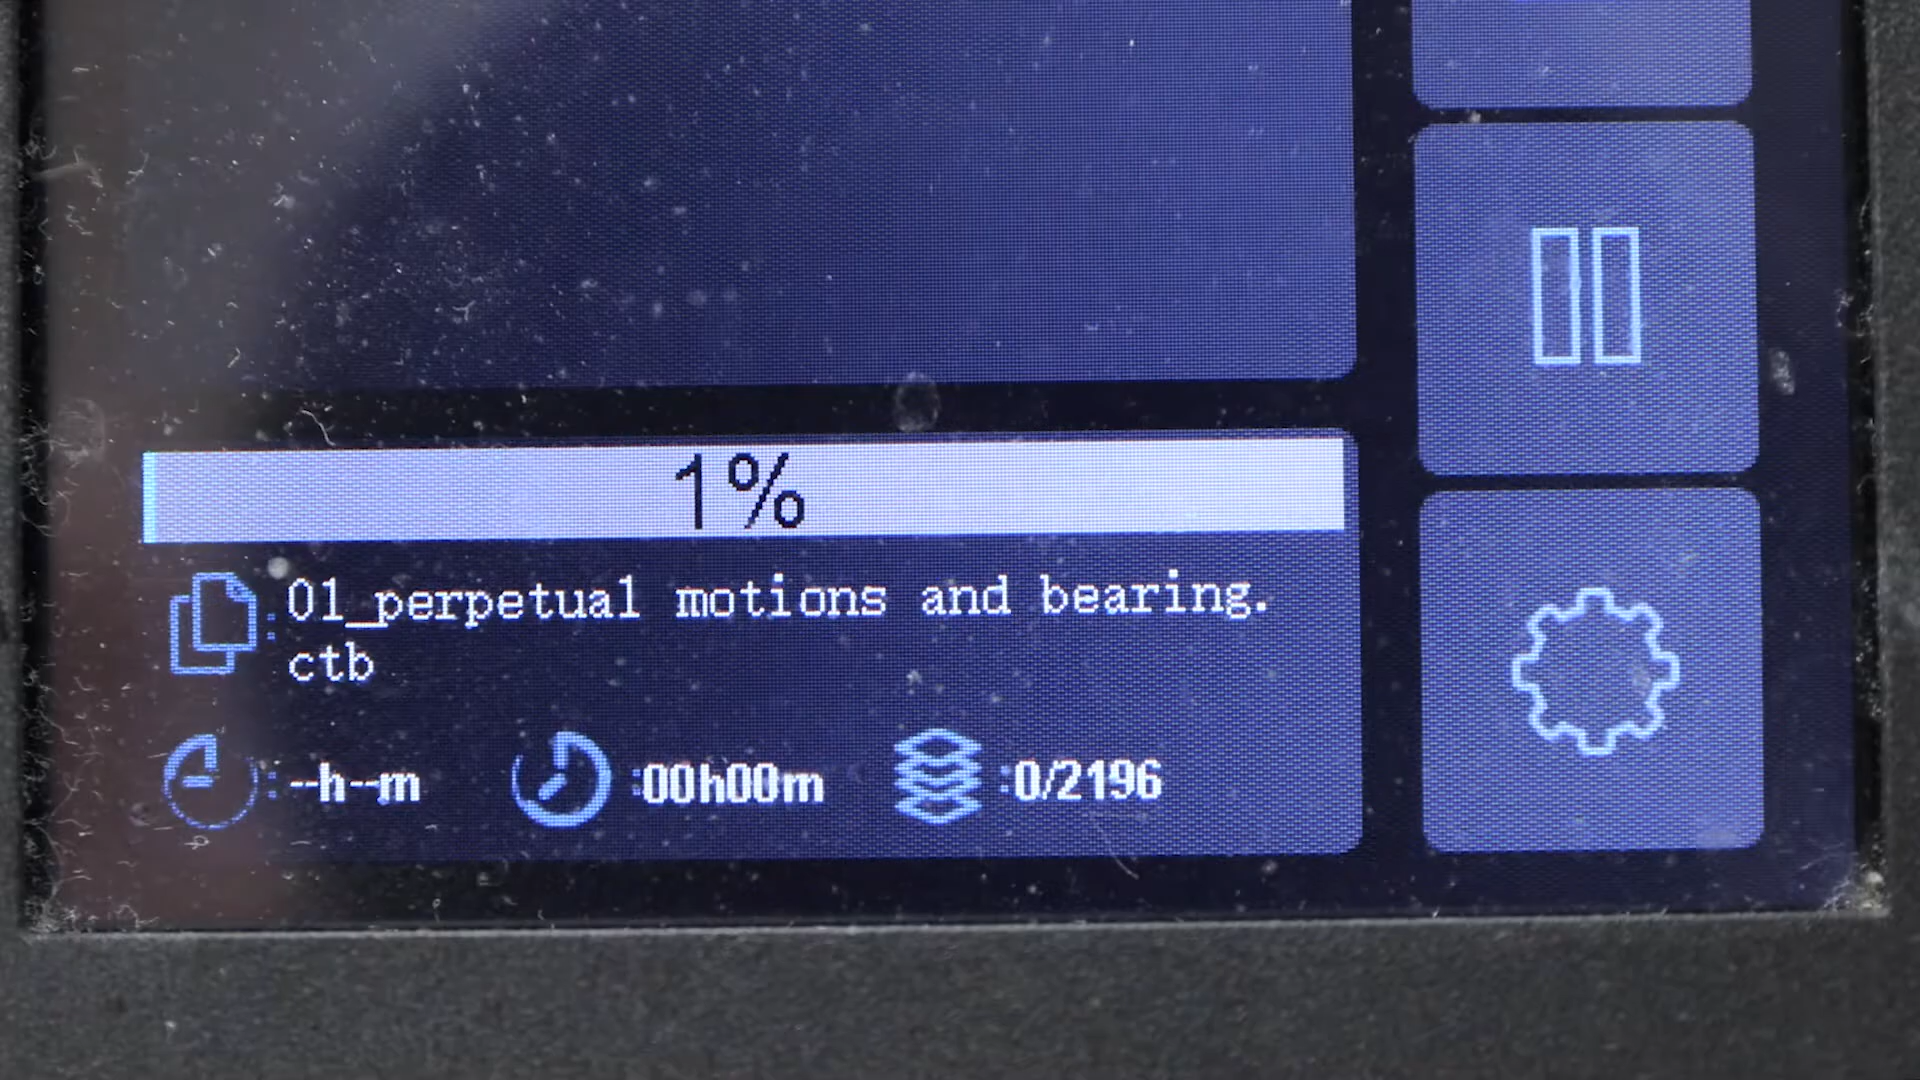 1%
: 01_perpetual motions and bearing.
ctb
: --h--m :00h00m :0/2196